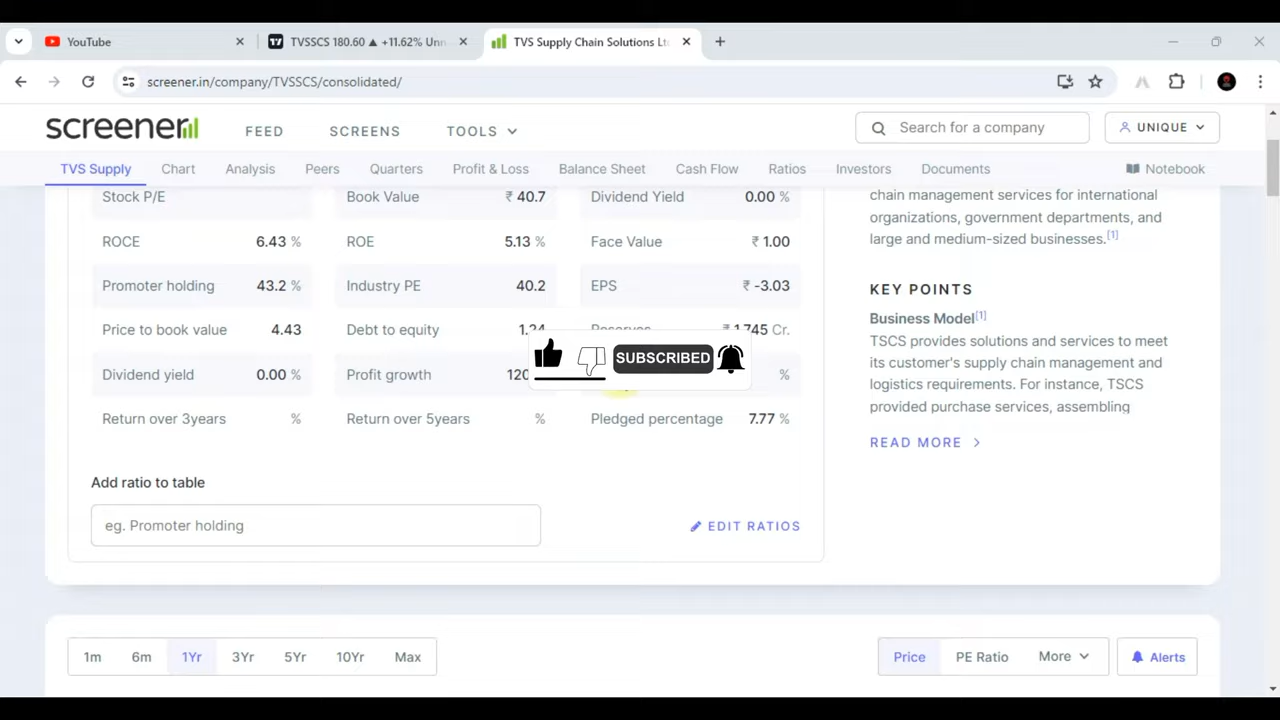 YouTube
TVSSCS 180.60 ▲ +11.62% Unn
TVS Supply Chain Solutions Lt
screener.in/company/TVSSCS/consolidated/
screener
FEED
SCREENS
TOOLS
Search for a company
UNIQUE
TVS Supply
Chart
Analysis
Peers
Quarters
Profit & Loss
Balance Sheet
Cash Flow
Ratios
Investors
Documents
Notebook
Stock P/E
Book Value ₹ 40.7
Dividend Yield 0.00 %
ROCE 6.43 %
ROE 5.13 %
Face Value ₹ 1.00
Promoter holding 43.2 %
Industry PE 40.2
EPS ₹ -3.03
Price to book value 4.43
Debt to equity 1.24
Reserves ₹ 1,745 Cr.
Dividend yield 0.00 %
Profit growth 120
%
Return over 3years %
Return over 5years %
Pledged percentage 7.77 %
SUBSCRIBED
Add ratio to table
eg. Promoter holding
EDIT RATIOS
chain management services for international
organizations, government departments, and
large and medium-sized businesses.[1]
KEY POINTS
Business Model[1]
TSCS provides solutions and services to meet
its customer's supply chain management and
logistics requirements. For instance, TSCS
provided purchase services, assembling
READ MORE
1m
6m
1Yr
3Yr
5Yr
10Yr
Max
Price
PE Ratio
More
Alerts